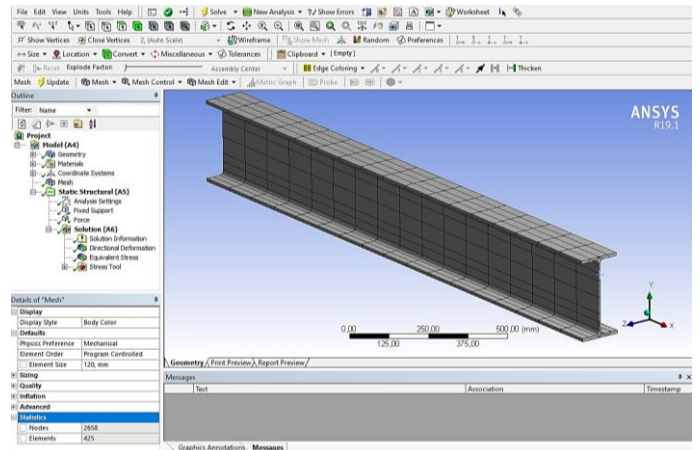 File Edit View Units Tools Help Solve New Analysis ?/ Show Errors Worksheet
Show Vertices Close Vertices 2, (Auto Scale) Wireframe Show Mesh Random Preferences
Size Location Convert Miscellaneous Tolerances Clipboard [Empty]
Reset Explode Factor: Assembly Center Edge Coloring Thicken
Mesh Update Mesh Mesh Control Mesh Edit Metric Graph Probe
Outline
Filter: Name
Project
Model (A4)
Geometry
Materials
Coordinate Systems
Mesh
Static Structural (A5)
Analysis Settings
Fixed Support
Force
Solution (A6)
Solution Information
Directional Deformation
Equivalent Stress
Stress Tool
ANSYS
R19.1
0,00 250,00 500,00 (mm)
125,00 375,00
Y
Z X
Details of "Mesh"
Display
Display Style Body Color
Defaults
Physics Preference Mechanical
Element Order Program Controlled
Element Size 120, mm
Sizing
Quality
Inflation
Advanced
Statistics
Nodes 2658
Elements 425
Geometry Print Preview Report Preview
Messages
Text Association Timestamp
Graphics Annotations Messages